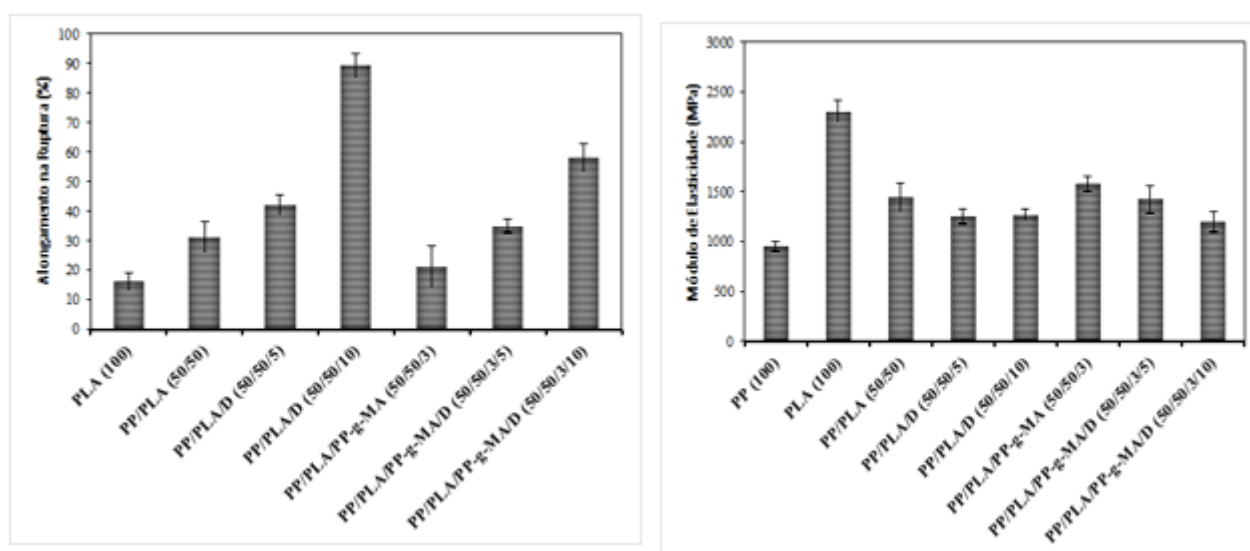 Alongamento na Ruptura (%)
100
90
80
70
60
50
40
30
20
10
0
PLA (100)
PP/PLA (50/50)
PP/PLA/D (50/50/5)
PP/PLA/D (50/50/10)
PP/PLA/PP-g-MA (50/50/3)
PP/PLA/PP-g-MA/D (50/50/3/5)
PP/PLA/PP-g-MA/D (50/50/3/10)
Módulo de Elasticidade (MPa)
3000
2500
2000
1500
1000
500
0
PP (100)
PLA (100)
PP/PLA (50/50)
PP/PLA/D (50/50/5)
PP/PLA/D (50/50/10)
PP/PLA/PP-g-MA (50/50/3)
PP/PLA/PP-g-MA/D (50/50/3/5)
PP/PLA/PP-g-MA/D (50/50/3/10)